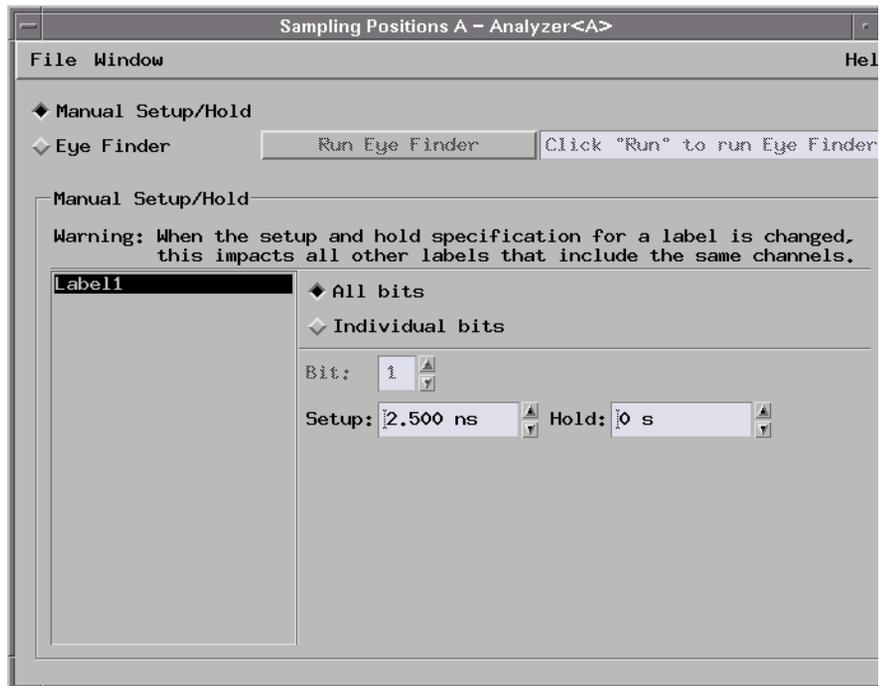 Sampling Positions A – Analyzer<A>
File Window Hel
Manual Setup/Hold
Eye Finder Run Eye Finder Click "Run" to run Eye Finder
Manual Setup/Hold
Warning: When the setup and hold specification for a label is changed,
this impacts all other labels that include the same channels.
Label1
All bits
Individual bits
Bit: 1
Setup: 2.500 ns Hold: 0 s